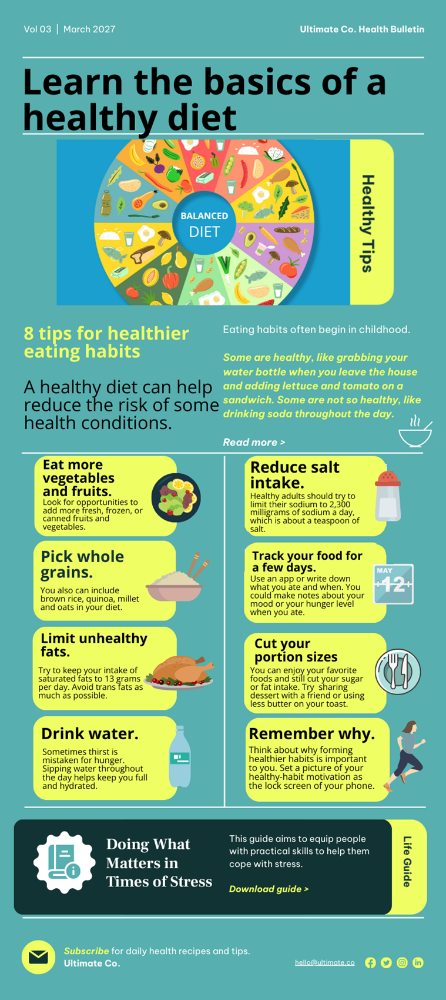 Vol 03 | March 2027
Ultimate Co. Health Bulletin
Learn the basics of a
healthy diet
BALANCED
DIET
Healthy Tips
8 tips for healthier
eating habits
A healthy diet can help
reduce the risk of some
health conditions.
Eating habits often begin in childhood.
Some are healthy, like grabbing your
water bottle when you leave the house
and adding lettuce and tomato on a
sandwich. Some are not so healthy, like
drinking soda throughout the day.
Read more >
Eat more
vegetables
and fruits.
Look for opportunities to
add more fresh, frozen, or
canned fruits and
vegetables.
Pick whole
grains.
You also can include
brown rice, quinoa, millet
and oats in your diet.
Limit unhealthy
fats.
Try to keep your intake of
saturated fats to 13 grams
per day. Avoid trans fats as
much as possible.
Drink water.
Sometimes thirst is
mistaken for hunger.
Sipping water throughout
the day helps keep you full
and hydrated.
Reduce salt
intake.
Healthy adults should try to
limit their sodium to 2,300
milligrams of sodium a day,
which is about a teaspoon of
salt.
Track your food for
a few days.
Use an app or write down
what you ate and when. You
could make notes about your
mood or your hunger level
when you ate.
MAY
12
Cut your
portion sizes
You can enjoy your favorite
foods and still cut your sugar
or fat intake. Try sharing
dessert with a friend or using
less butter on your toast.
Remember why.
Think about why forming
healthier habits is important
to you. Set a picture of your
healthy-habit motivation as
the lock screen of your phone.
Doing What
Matters in
Times of Stress
This guide aims to equip people
with practical skills to help them
cope with stress.
Download guide >
Life Guide
Subscribe for daily health recipes and tips.
Ultimate Co.
hello@ultimate.co